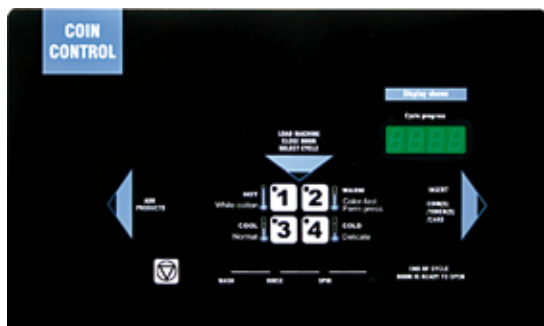 COIN
CONTROL
Display shows
Cycle progress
LOAD MACHINE
CLOSE DOOR
SELECT CYCLE
ADD
PRODUCTS
HOT
White cotton
1
2
WARM
Color-fast
Perm press
COOL
Normal
3
4
COLD
Delicate
INSERT
COIN(S)
/TOKEN(S)
/CARD
WASH
RINSE
SPIN
END OF CYCLE
DOOR IS READY TO OPEN